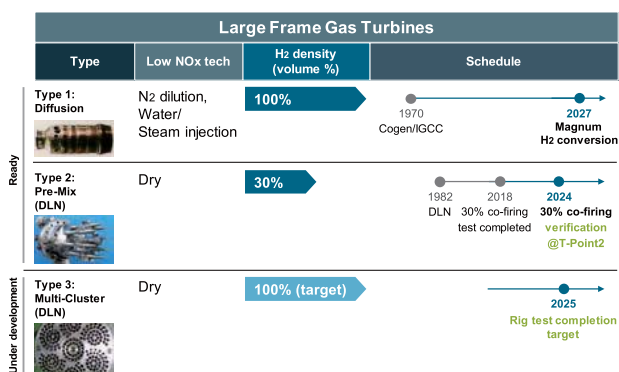 Large Frame Gas Turbines
Type
Low NOx tech
H2 density
(volume %)
Schedule
Ready
Type 1:
Diffusion
N2 dilution,
Water/
Steam injection
100%
1970
Cogen/IGCC
2027
Magnum
H2 conversion
Type 2:
Pre-Mix
(DLN)
Dry
30%
1982
DLN
2018
30% co-firing
test completed
2024
30% co-firing
verification
@T-Point2
Under development
Type 3:
Multi-Cluster
(DLN)
Dry
100% (target)
2025
Rig test completion
target